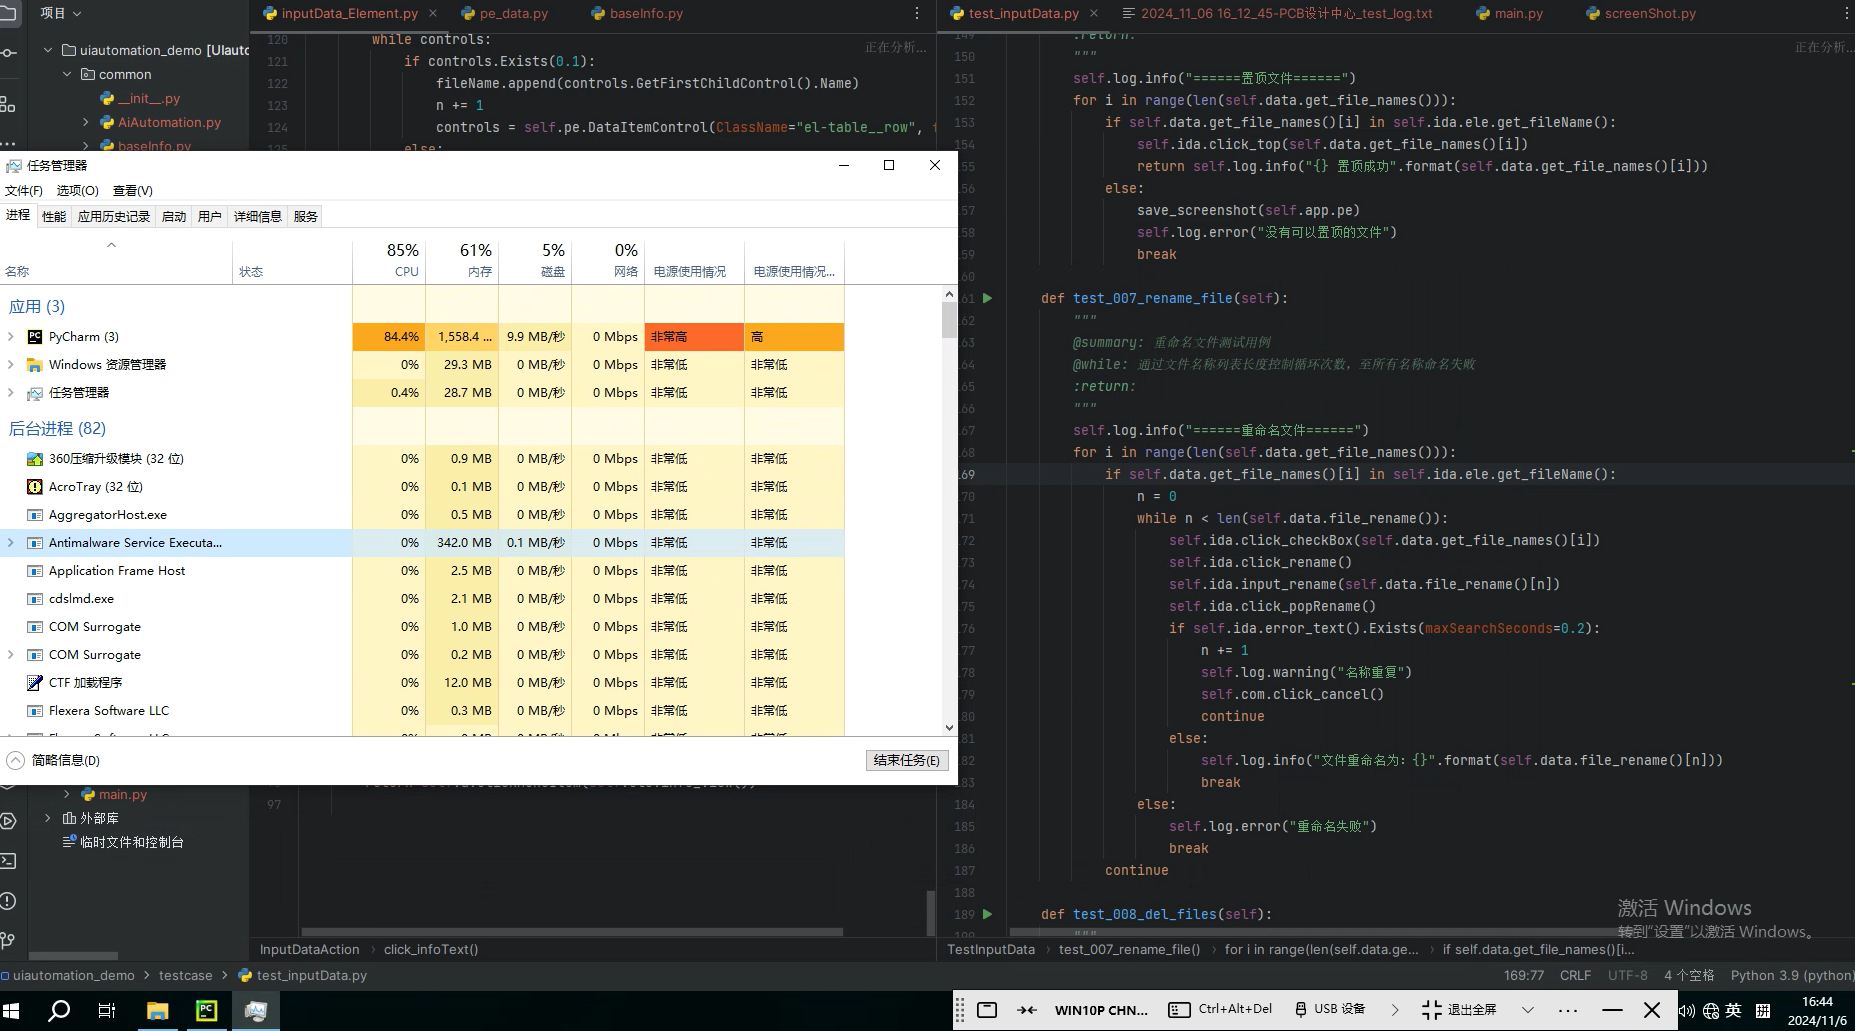 项目
inputData_Element.py
pe_data.py
baseInfo.py
test_inputData.py
2024_11_06 16_12_45-PCB设计中心_test_log.txt
main.py
screenShot.py
uiautomation_demo [UIauto
common
__init__.py
AiAutomation.py
baseInfo.py
正在分析...
120 while controls:
121 if controls.Exists(0.1):
122 fileName.append(controls.GetFirstChildControl().Name)
123 n += 1
124 controls = self.pe.DataItemControl(ClassName="el-table__row",
125 else:
任务管理器
文件(F) 选项(O) 查看(V)
进程 性能 应用历史记录 启动 用户 详细信息 服务
85% 61% 5% 0%
名称 状态 CPU 内存 磁盘 网络 电源使用情况 电源使用情况...
应用 (3)
PyCharm (3) 84.4% 1,558.4 ... 9.9 MB/秒 0 Mbps 非常高 高
Windows 资源管理器 0% 29.3 MB 0 MB/秒 0 Mbps 非常低 非常低
任务管理器 0.4% 28.7 MB 0 MB/秒 0 Mbps 非常低 非常低
后台进程 (82)
360压缩升级模块 (32 位) 0% 0.9 MB 0 MB/秒 0 Mbps 非常低 非常低
AcroTray (32 位) 0% 0.1 MB 0 MB/秒 0 Mbps 非常低 非常低
AggregatorHost.exe 0% 0.5 MB 0 MB/秒 0 Mbps 非常低 非常低
Antimalware Service Executa... 0% 342.0 MB 0.1 MB/秒 0 Mbps 非常低 非常低
Application Frame Host 0% 2.5 MB 0 MB/秒 0 Mbps 非常低 非常低
cdslmd.exe 0% 2.1 MB 0 MB/秒 0 Mbps 非常低 非常低
COM Surrogate 0% 1.0 MB 0 MB/秒 0 Mbps 非常低 非常低
COM Surrogate 0% 0.2 MB 0 MB/秒 0 Mbps 非常低 非常低
CTF 加载程序 0% 12.0 MB 0 MB/秒 0 Mbps 非常低 非常低
Flexera Software LLC 0% 0.3 MB 0 MB/秒 0 Mbps 非常低 非常低
简略信息(D)
结束任务(E)
main.py
外部库
临时文件和控制台
97
InputDataAction › click_infoText()
正在分析...
149 :return:
150 """
151 self.log.info("======置顶文件======")
152 for i in range(len(self.data.get_file_names())):
153 if self.data.get_file_names()[i] in self.ida.ele.get_fileName():
54 self.ida.click_top(self.data.get_file_names()[i])
55 return self.log.info("{} 置顶成功".format(self.data.get_file_names()[i]))
56 else:
57 save_screenshot(self.app.pe)
58 self.log.error("没有可以置顶的文件")
59 break
60
61 def test_007_rename_file(self):
62 """
63 @summary: 重命名文件测试用例
64 @while: 通过文件名称列表长度控制循环次数，至所有名称命名失败
65 :return:
66 """
67 self.log.info("======重命名文件======")
68 for i in range(len(self.data.get_file_names())):
69 if self.data.get_file_names()[i] in self.ida.ele.get_fileName():
70 n = 0
71 while n < len(self.data.file_rename()):
72 self.ida.click_checkBox(self.data.get_file_names()[i])
73 self.ida.click_rename()
74 self.ida.input_rename(self.data.file_rename()[n])
75 self.ida.click_popRename()
76 if self.ida.error_text().Exists(maxSearchSeconds=0.2):
77 n += 1
78 self.log.warning("名称重复")
79 self.com.click_cancel()
80 continue
81 else:
82 self.log.info("文件重命名为: {}".format(self.data.file_rename()[n]))
83 break
184 else:
185 self.log.error("重命名失败")
186 break
187 continue
188
189 def test_008_del_files(self):
190 """
TestInputData › test_007_rename_file() › for i in range(len(self.data.ge... › if self.data.get_file_names()[i...
激活 Windows
转到"设置"以激活 Windows。
uiautomation_demo › testcase › test_inputData.py
169:77 CRLF UTF-8 4 个空格 Python 3.9 (python)
WIN10P CHN... Ctrl+Alt+Del USB 设备 退出全屏
英
16:44
2024/11/6